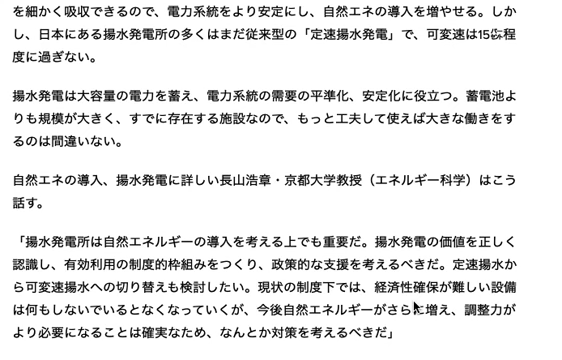 を細かく吸収できるので、電力系統をより安定にし、自然エネの導入を増やせる。しか
し、日本にある揚水発電所の多くはまだ従来型の「定速揚水発電」で、可変速は15㌫程
度に過ぎない。
揚水発電は大容量の電力を蓄え、電力系統の需要の平準化、安定化に役立つ。蓄電池よ
りも規模が大きく、すでに存在する施設なので、もっと工夫して使えば大きな働きをす
るのは間違いない。
自然エネの導入、揚水発電に詳しい長山浩章・京都大学教授（エネルギー科学）はこう
話す。
「揚水発電所は自然エネルギーの導入を考える上でも重要だ。揚水発電の価値を正しく
認識し、有効利用の制度的枠組みをつくり、政策的な支援を考えるべきだ。定速揚水か
ら可変速揚水への切り替えも検討したい。現状の制度下では、経済性確保が難しい設備
は何もしないでいるとなくなっていくが、今後自然エネルギーがさらに増え、調整力が
より必要になることは確実なため、なんとか対策を考えるべきだ」